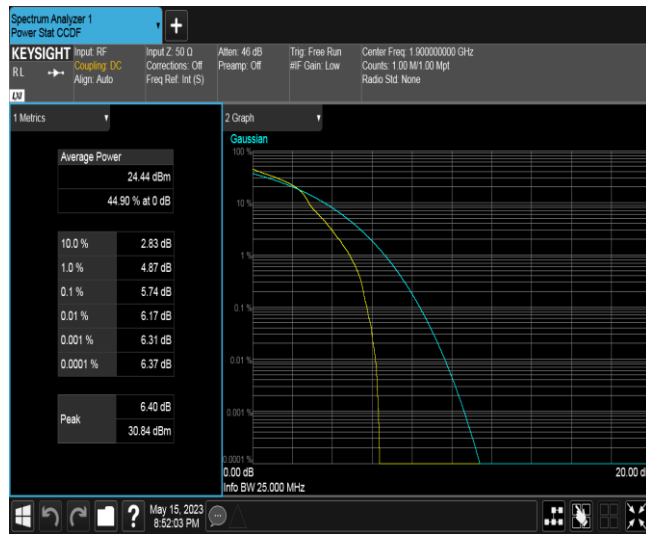 Spectrum Analyzer 1
Power Stat CCDF
KEYSIGHT
RL
LXI
Input: RF
Coupling: DC
Align: Auto
Input Z: 50 Ω
Corrections: Off
Freq Ref: Int (S)
Atten: 46 dB
Preamp: Off
Trig: Free Run
#IF Gain: Low
Center Freq: 1.900000000 GHz
Counts: 1.00 M/1.00 Mpt
Radio Std: None
1 Metrics
Average Power
24.44 dBm
44.90 % at 0 dB
10.0 % 2.83 dB
1.0 % 4.87 dB
0.1 % 5.74 dB
0.01 % 6.17 dB
0.001 % 6.31 dB
0.0001 % 6.37 dB
Peak
6.40 dB
30.84 dBm
2 Graph
Gaussian
100 %
10 %
1 %
0.1 %
0.01 %
0.001 %
0.0001 %
0.00 dB
20.00 d
Info BW 25.000 MHz
?
May 15, 2023
8:52:03 PM